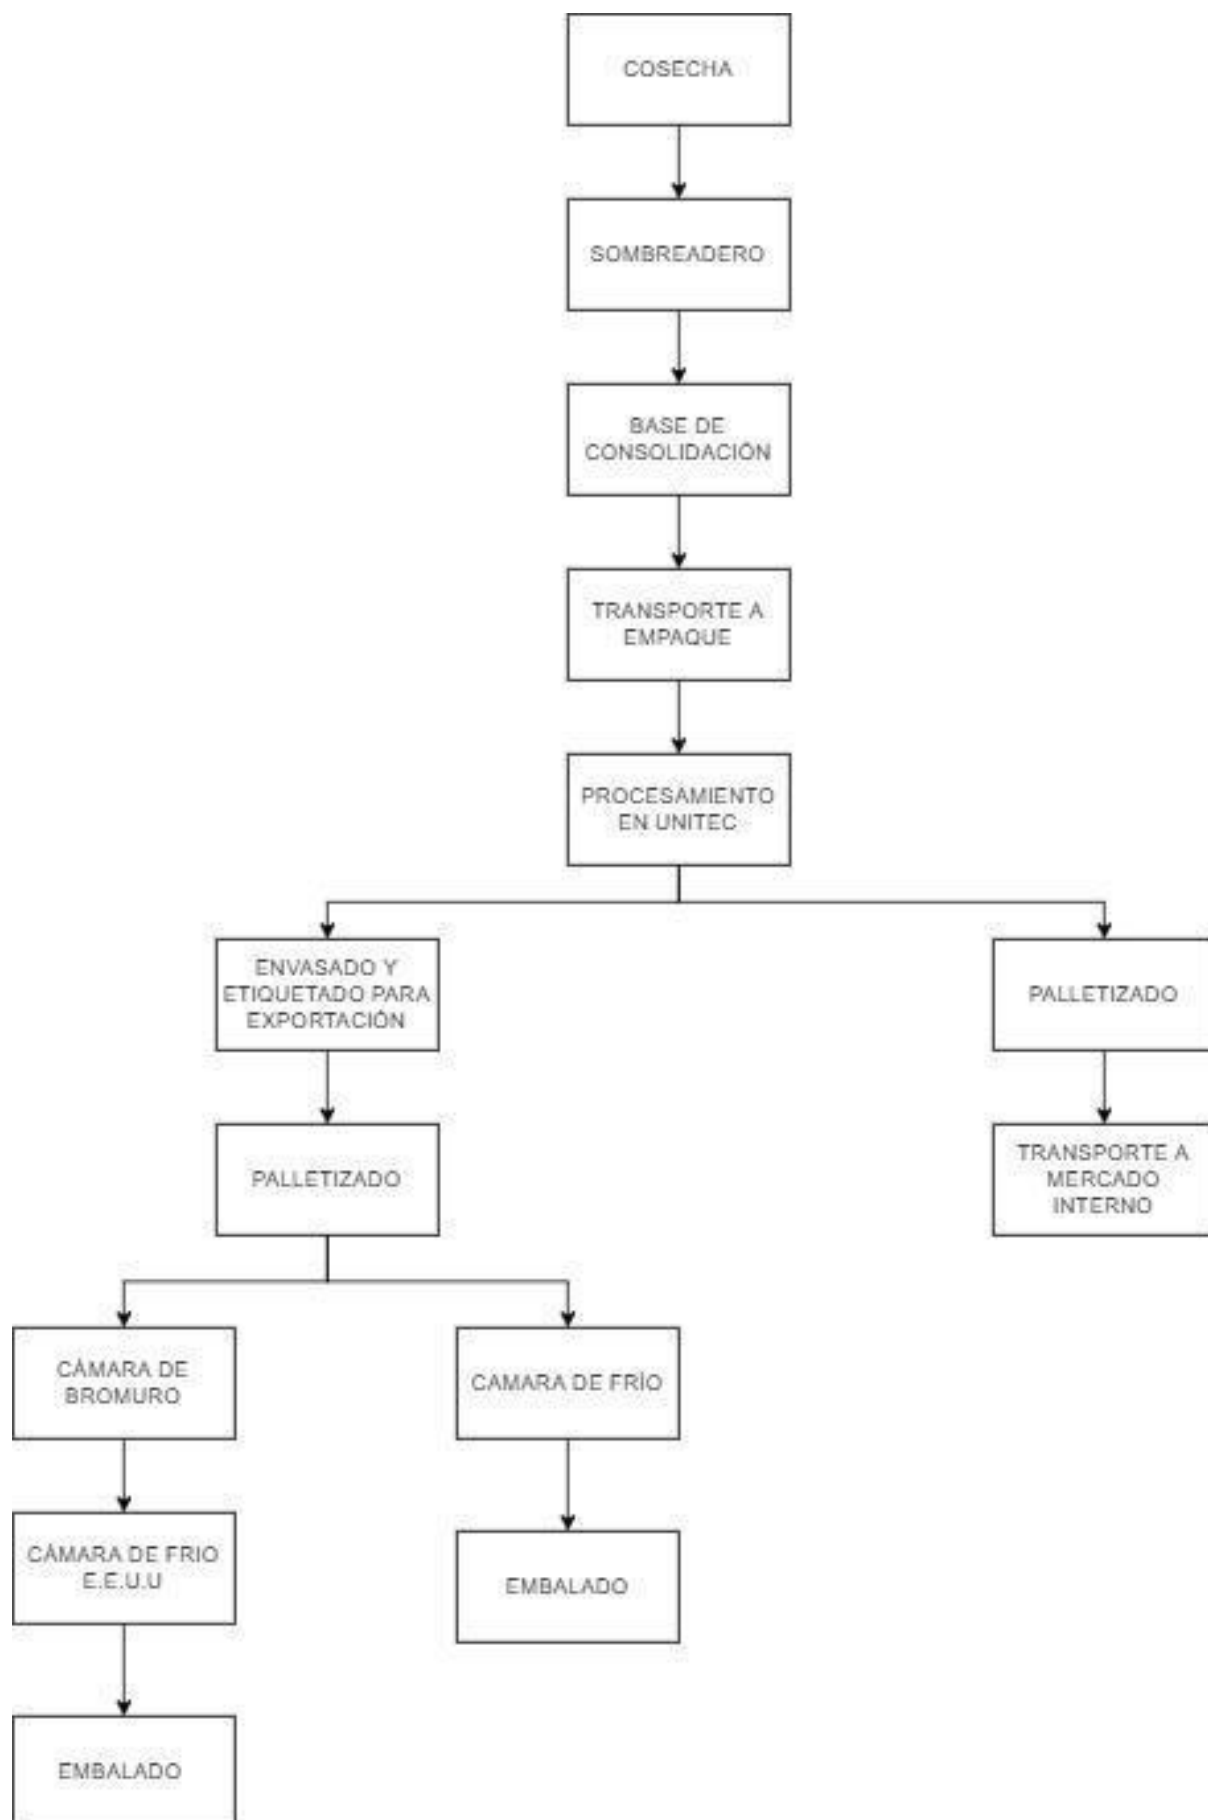 COSECHA
SOMBREADERO
BASE DE
CONSOLIDACIÓN
TRANSPORTE A
EMPAQUE
PROCESAMIENTO
EN UNITEC
ENVASADO Y
ETIQUETADO PARA
EXPORTACIÓN
PALLETIZADO
PALLETIZADO
TRANSPORTE A
MERCADO
INTERNO
CÁMARA DE
BROMURO
CAMARA DE FRÍO
CÁMARA DE FRIO
E.E.U.U
EMBALADO
EMBALADO